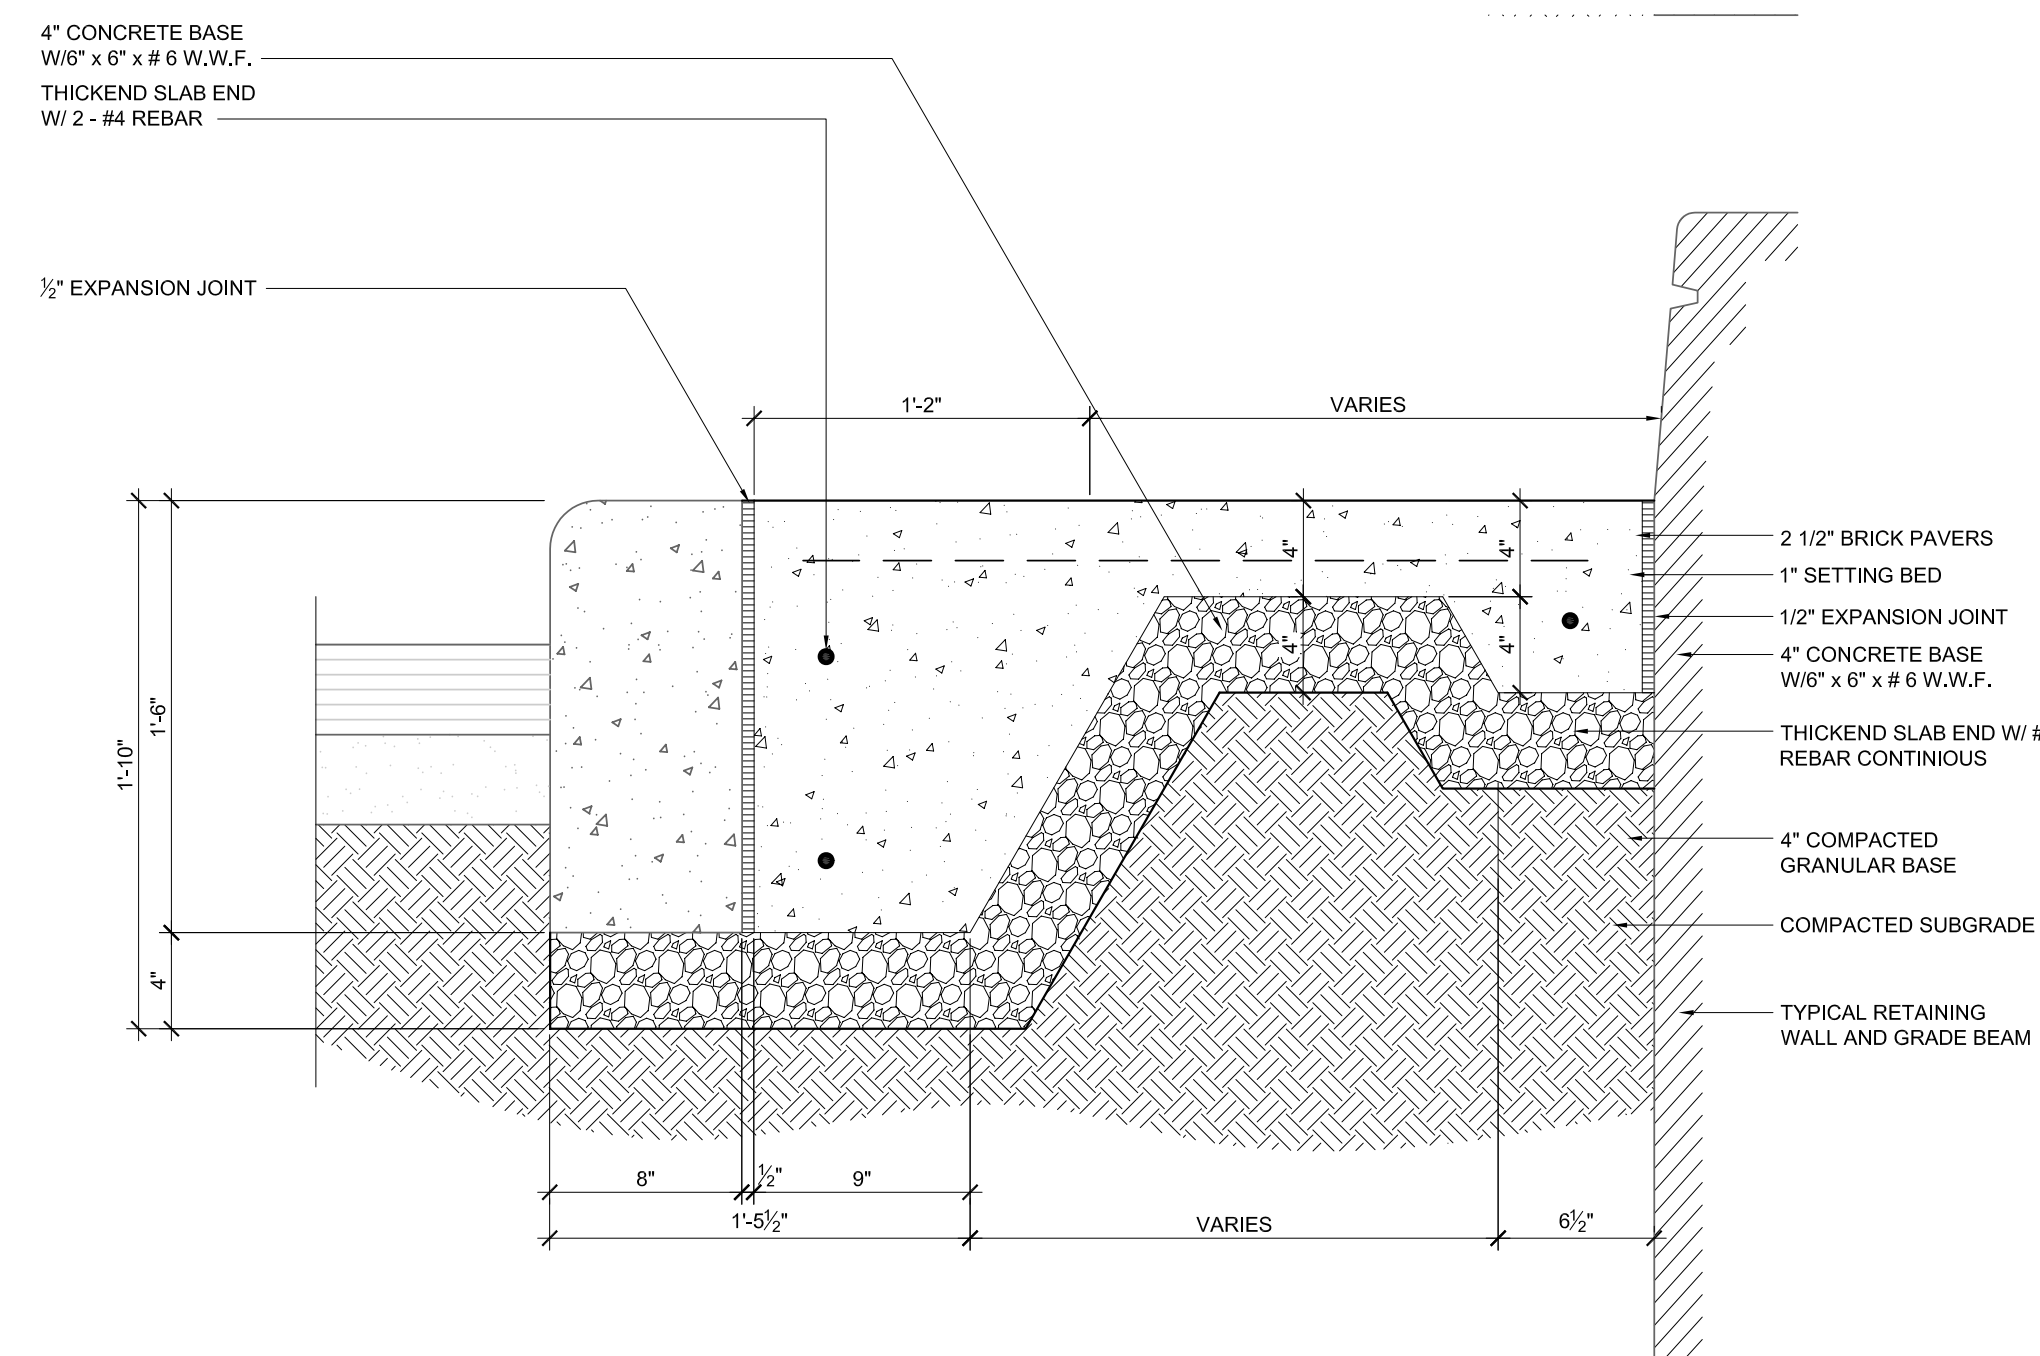 4" CONCRETE BASE
W/6" x 6" x # 6 W.W.F.
THICKEND SLAB END
W/ 2 - #4 REBAR
½" EXPANSION JOINT
1'-2"
VARIES
4"
4"
4"
4"
1'-10"
1'-6"
4"
2 1/2" BRICK PAVERS
1" SETTING BED
1/2" EXPANSION JOINT
4" CONCRETE BASE
W/6" x 6" x # 6 W.W.F.
THICKEND SLAB END W/ #
REBAR CONTINIOUS
4" COMPACTED
GRANULAR BASE
COMPACTED SUBGRADE
TYPICAL RETAINING
WALL AND GRADE BEAM
8"
½"
9"
1'-5½"
VARIES
6½"